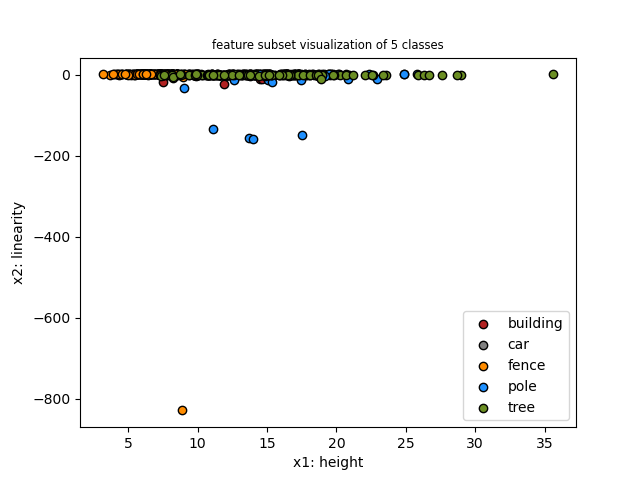 feature subset visualization of 5 classes
0
−200
−400
−600
−800
x2: linearity
building
car
fence
pole
tree
5 10 15 20 25 30 35
x1: height